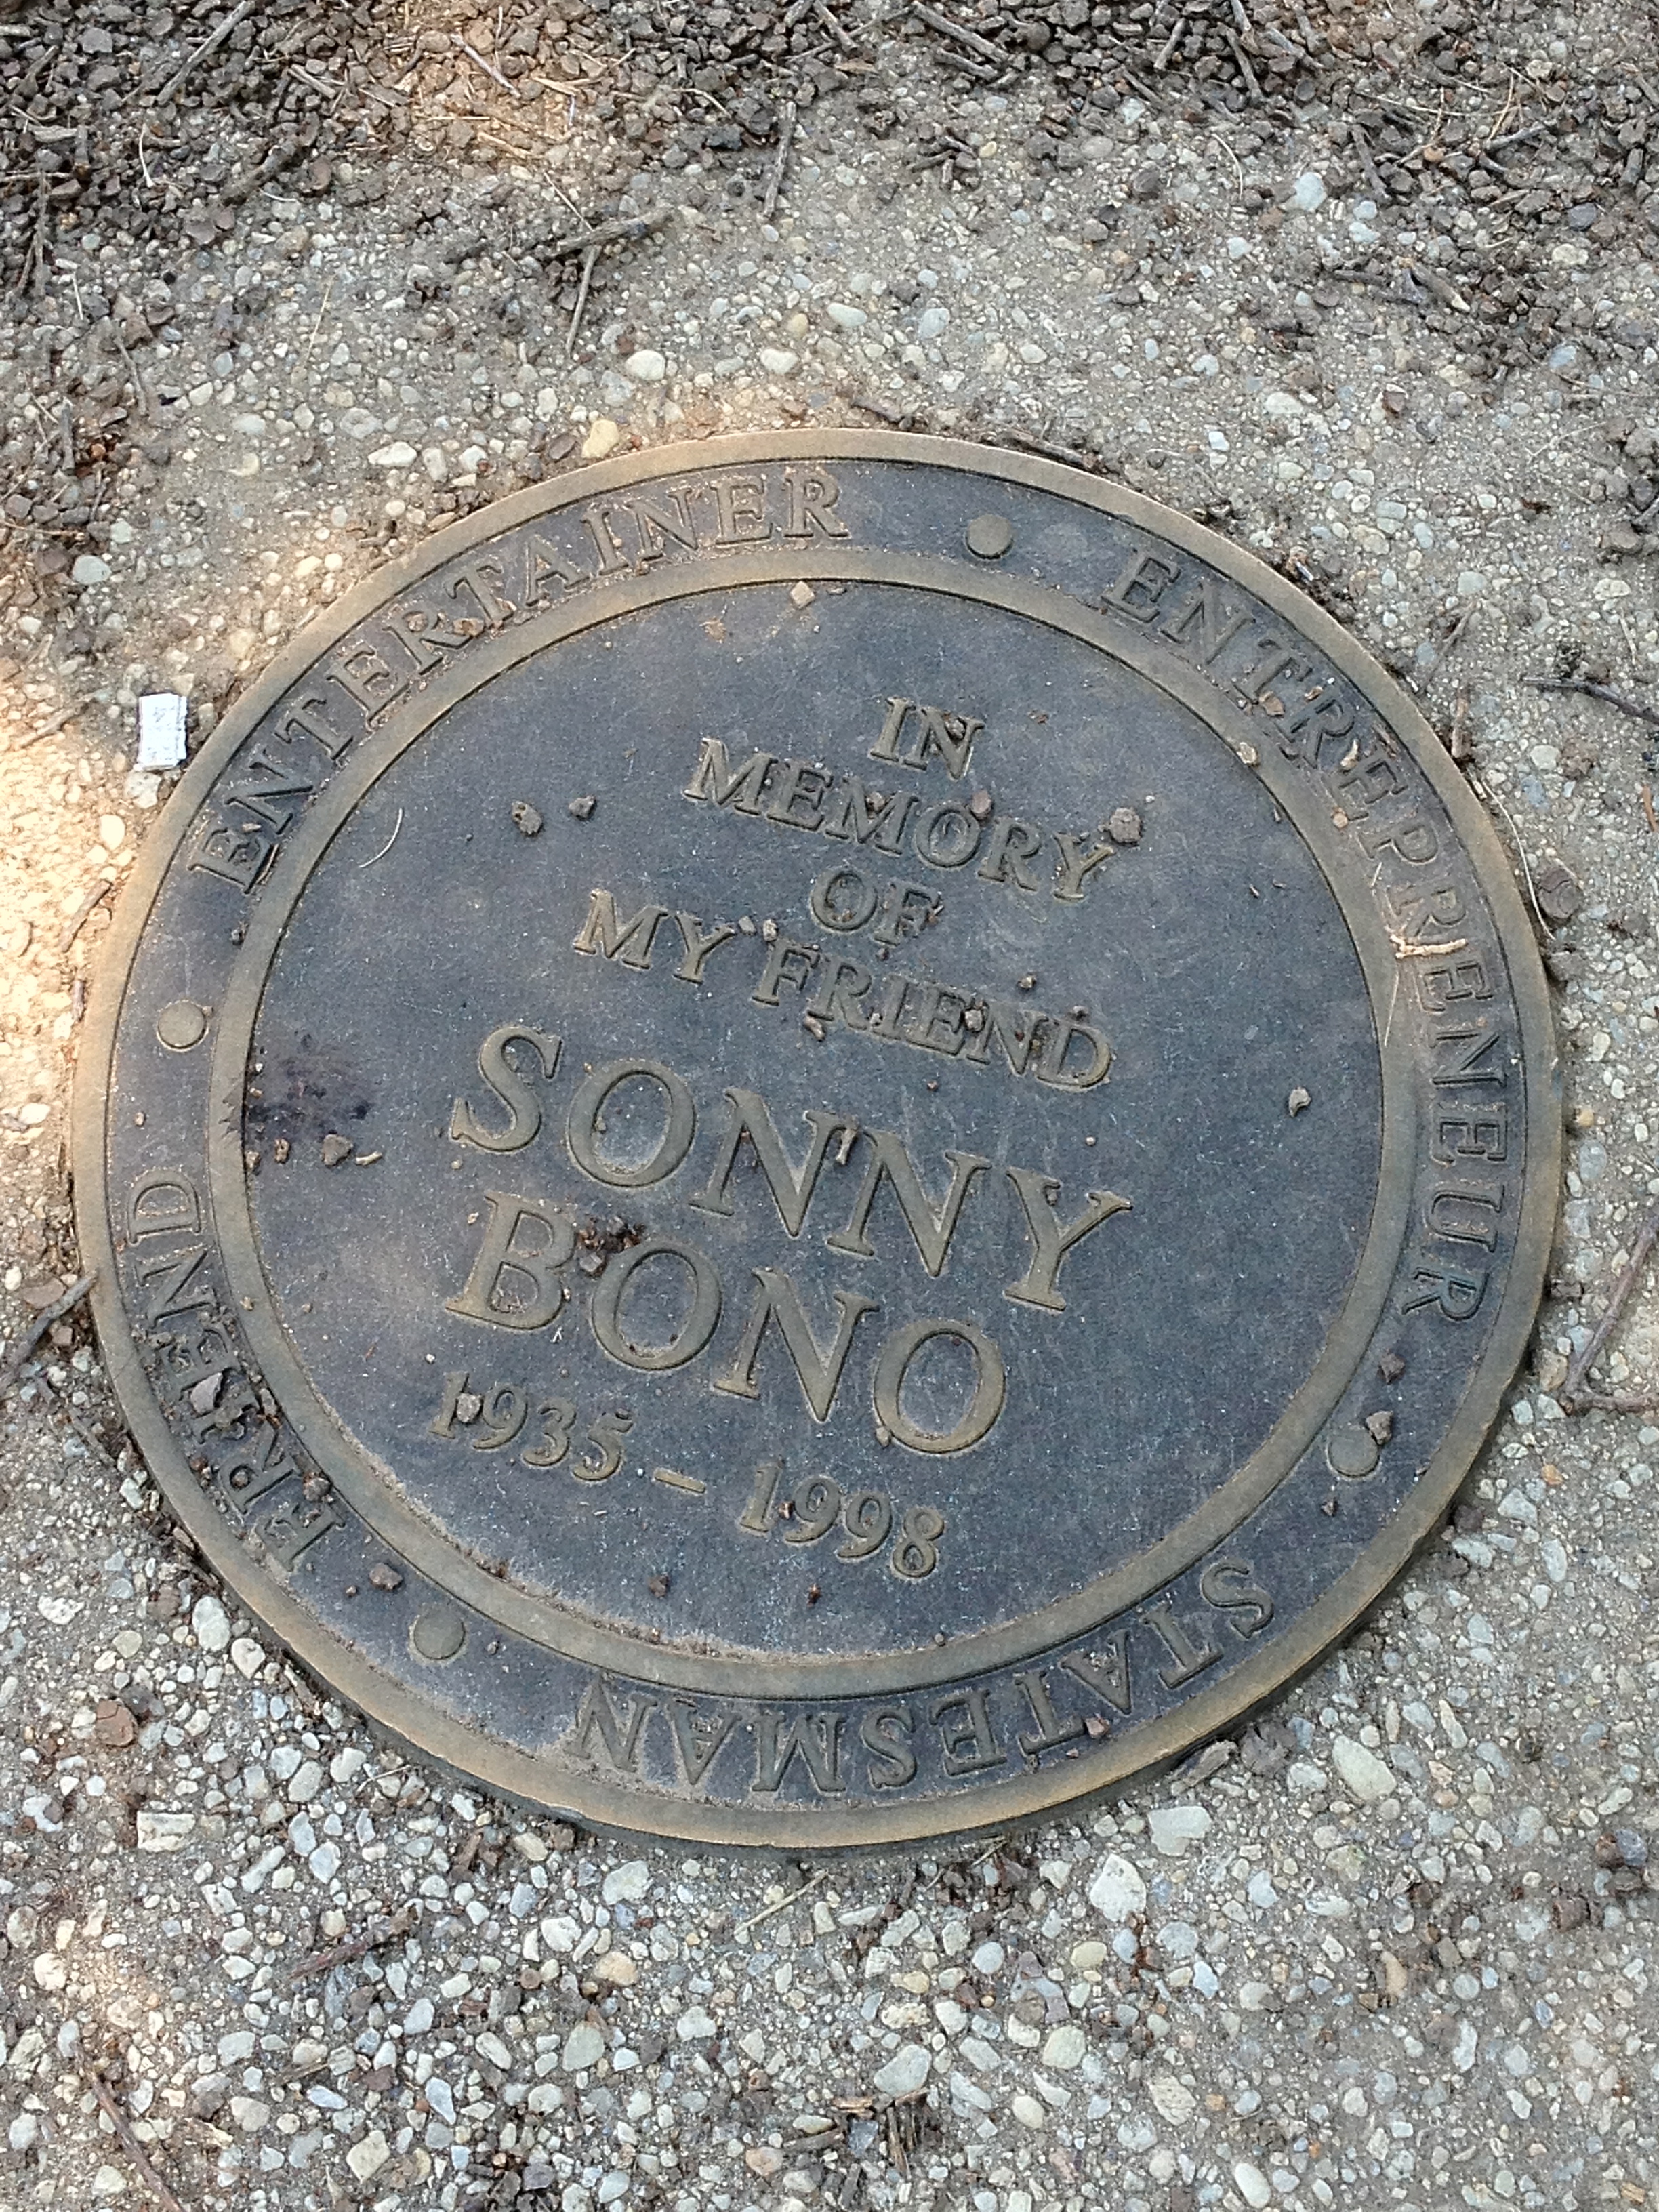 ENTERTAINER • ENTREPRENEUR • STATESMAN • FRIEND •
IN
MEMORY
OF
MY FRIEND
SONNY
BONO
1935 – 1998